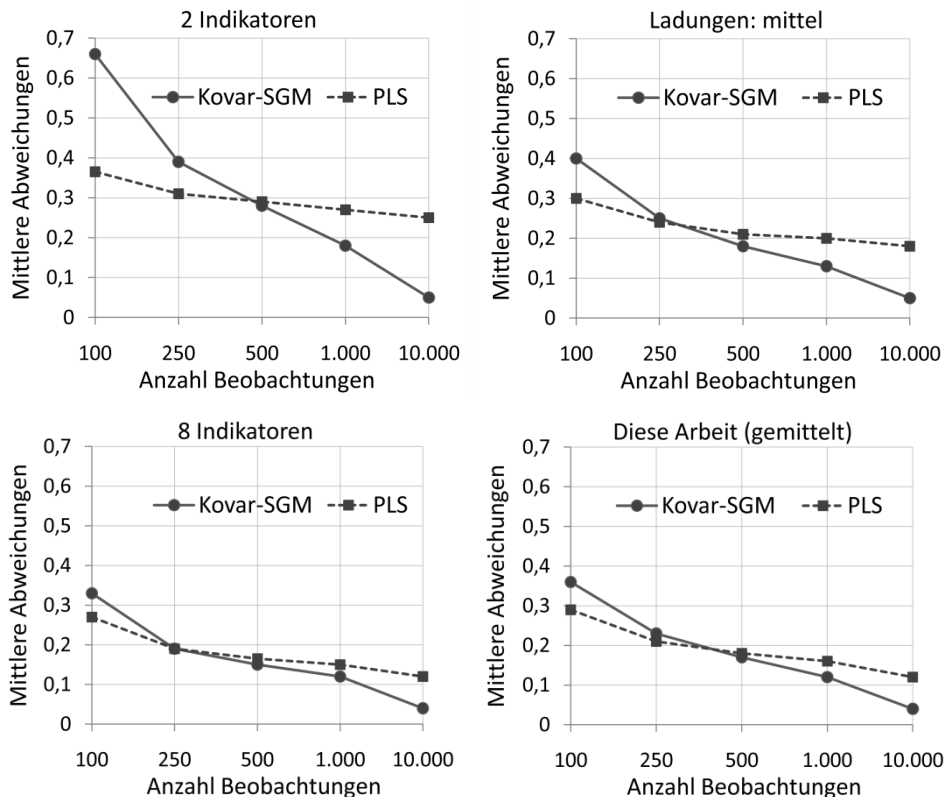 2 Indikatoren
Mittlere Abweichungen
0,7
0,6
0,5
0,4
0,3
0,2
0,1
0
Kovar-SGM PLS
100 250 500 1.000 10.000
Anzahl Beobachtungen
Ladungen: mittel
Mittlere Abweichungen
0,7
0,6
0,5
0,4
0,3
0,2
0,1
0
Kovar-SGM PLS
100 250 500 1.000 10.000
Anzahl Beobachtungen
8 Indikatoren
Mittlere Abweichungen
0,7
0,6
0,5
0,4
0,3
0,2
0,1
0
Kovar-SGM PLS
100 250 500 1.000 10.000
Anzahl Beobachtungen
Diese Arbeit (gemittelt)
Mittlere Abweichungen
0,7
0,6
0,5
0,4
0,3
0,2
0,1
0
Kovar-SGM PLS
100 250 500 1.000 10.000
Anzahl Beobachtungen